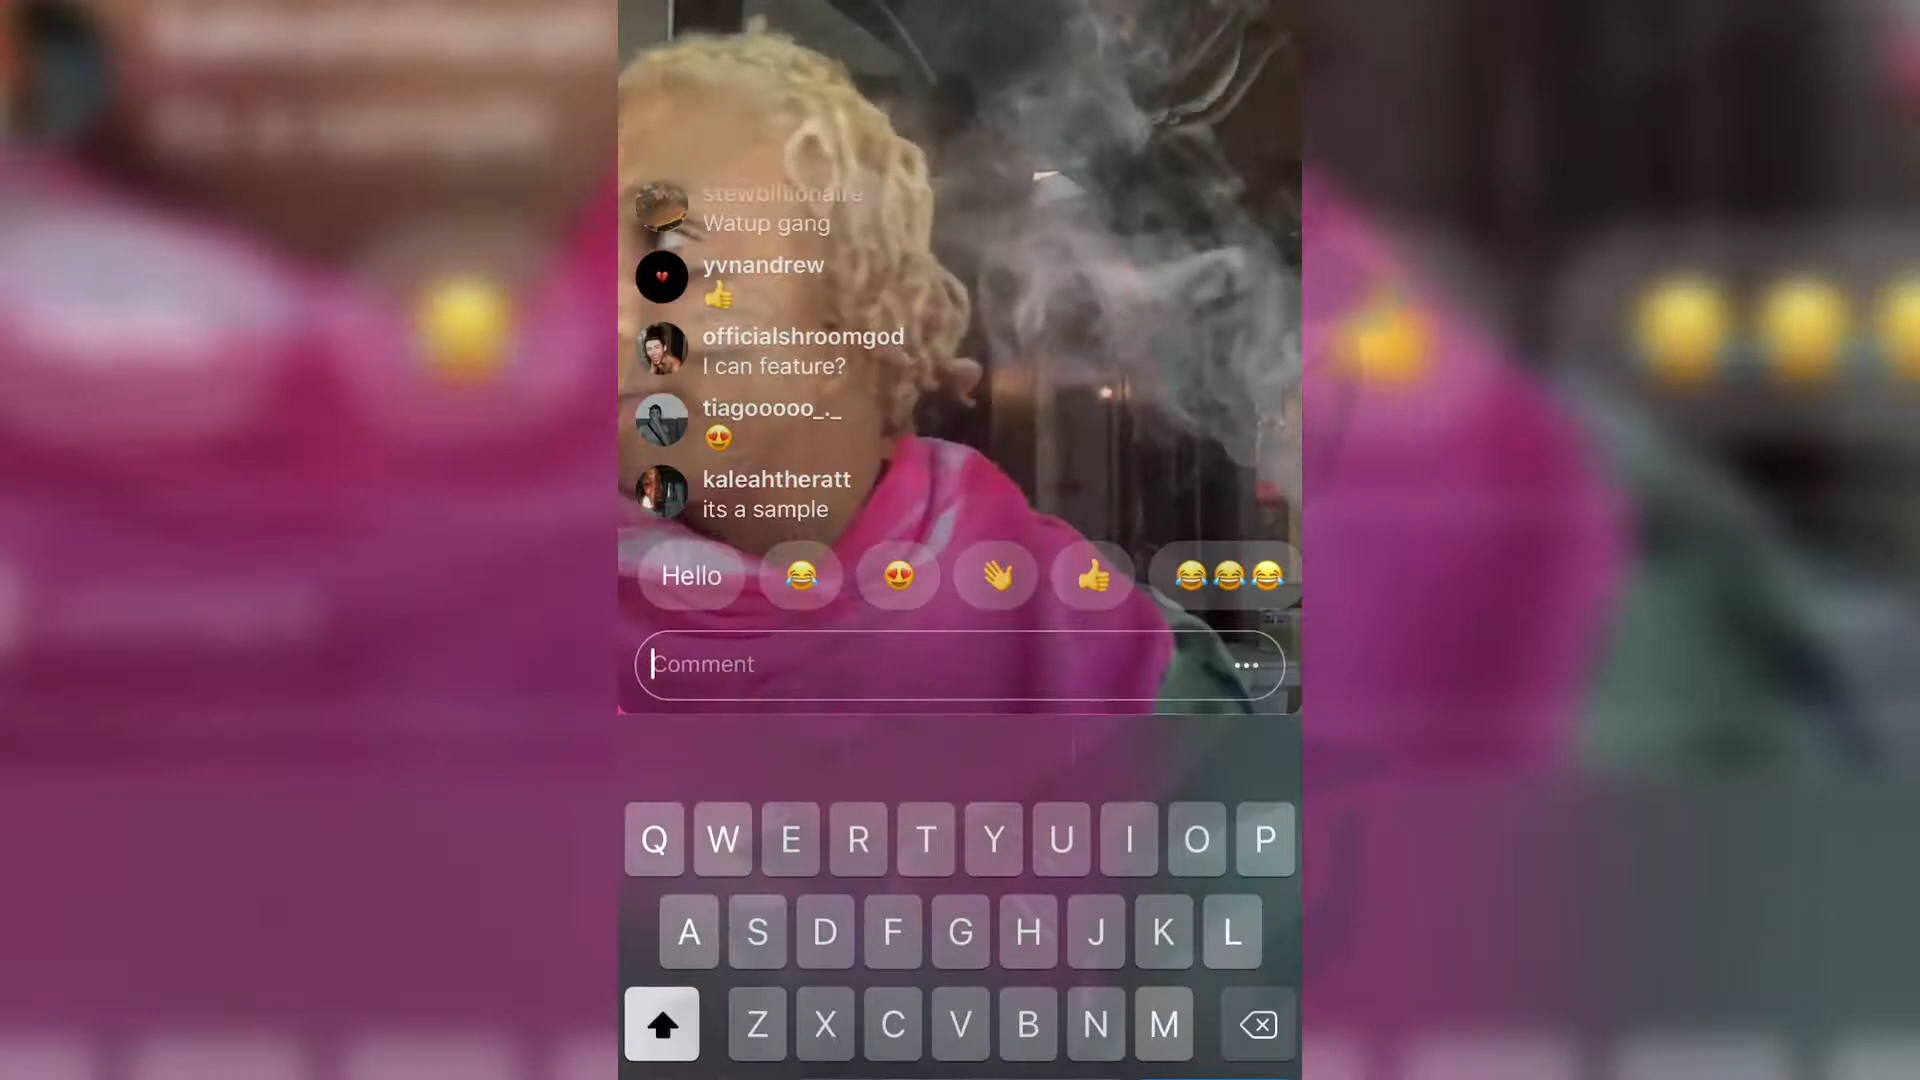 stewbillionaire
Watup gang
yvnandrew
👍
officialshroomgod
I can feature?
tiagooooo_._
😍
kaleahtheratt
its a sample
Hello 😂 😍 👋 👍 😂😂😂
Comment
Q W E R T Y U I O P
A S D F G H J K L
Z X C V B N M